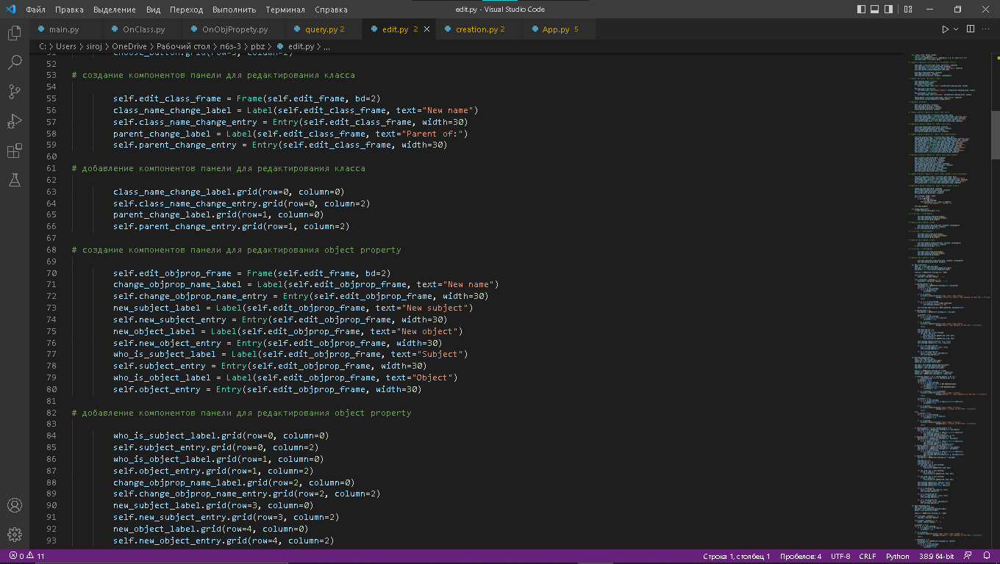 Файл Правка Выделение Вид Переход Выполнить Терминал Справка
edit.py - Visual Studio Code
main.py OnClass.py OnObjPropety.py query.py 2 edit.py 2 creation.py 2 App.py 5
C: > Users > siroj > OneDrive > Рабочий стол > пбз-3 > pbz > edit.py > ...
51 choose_button.grid(row=3, column=2)
52
53 # создание компонентов панели для редактирования класса
54
55 self.edit_class_frame = Frame(self.edit_frame, bd=2)
56 class_name_change_label = Label(self.edit_class_frame, text="New name")
57 self.class_name_change_entry = Entry(self.edit_class_frame, width=30)
58 parent_change_label = Label(self.edit_class_frame, text="Parent of:")
59 self.parent_change_entry = Entry(self.edit_class_frame, width=30)
60
61 # добавление компонентов панели для редактирования класса
62
63 class_name_change_label.grid(row=0, column=0)
64 self.class_name_change_entry.grid(row=0, column=2)
65 parent_change_label.grid(row=1, column=0)
66 self.parent_change_entry.grid(row=1, column=2)
67
68 # создание компонентов панели для редактирования object property
69
70 self.edit_objprop_frame = Frame(self.edit_frame, bd=2)
71 change_objprop_name_label = Label(self.edit_objprop_frame, text="New name")
72 self.change_objprop_name_entry = Entry(self.edit_objprop_frame, width=30)
73 new_subject_label = Label(self.edit_objprop_frame, text="New subject")
74 self.new_subject_entry = Entry(self.edit_objprop_frame, width=30)
75 new_object_label = Label(self.edit_objprop_frame, text="New object")
76 self.new_object_entry = Entry(self.edit_objprop_frame, width=30)
77 who_is_subject_label = Label(self.edit_objprop_frame, text="Subject")
78 self.subject_entry = Entry(self.edit_objprop_frame, width=30)
79 who_is_object_label = Label(self.edit_objprop_frame, text="Object")
80 self.object_entry = Entry(self.edit_objprop_frame, width=30)
81
82 # добавление компонентов панели для редактирования object property
83
84 who_is_subject_label.grid(row=0, column=0)
85 self.subject_entry.grid(row=0, column=2)
86 who_is_object_label.grid(row=1, column=0)
87 self.object_entry.grid(row=1, column=2)
88 change_objprop_name_label.grid(row=2, column=0)
89 self.change_objprop_name_entry.grid(row=2, column=2)
90 new_subject_label.grid(row=3, column=0)
91 self.new_subject_entry.grid(row=3, column=2)
92 new_object_label.grid(row=4, column=0)
93 self.new_object_entry.grid(row=4, column=2)
0 11 Строка 1, столбец 1 Пробелов: 4 UTF-8 CRLF Python 3.8.9 64-bit